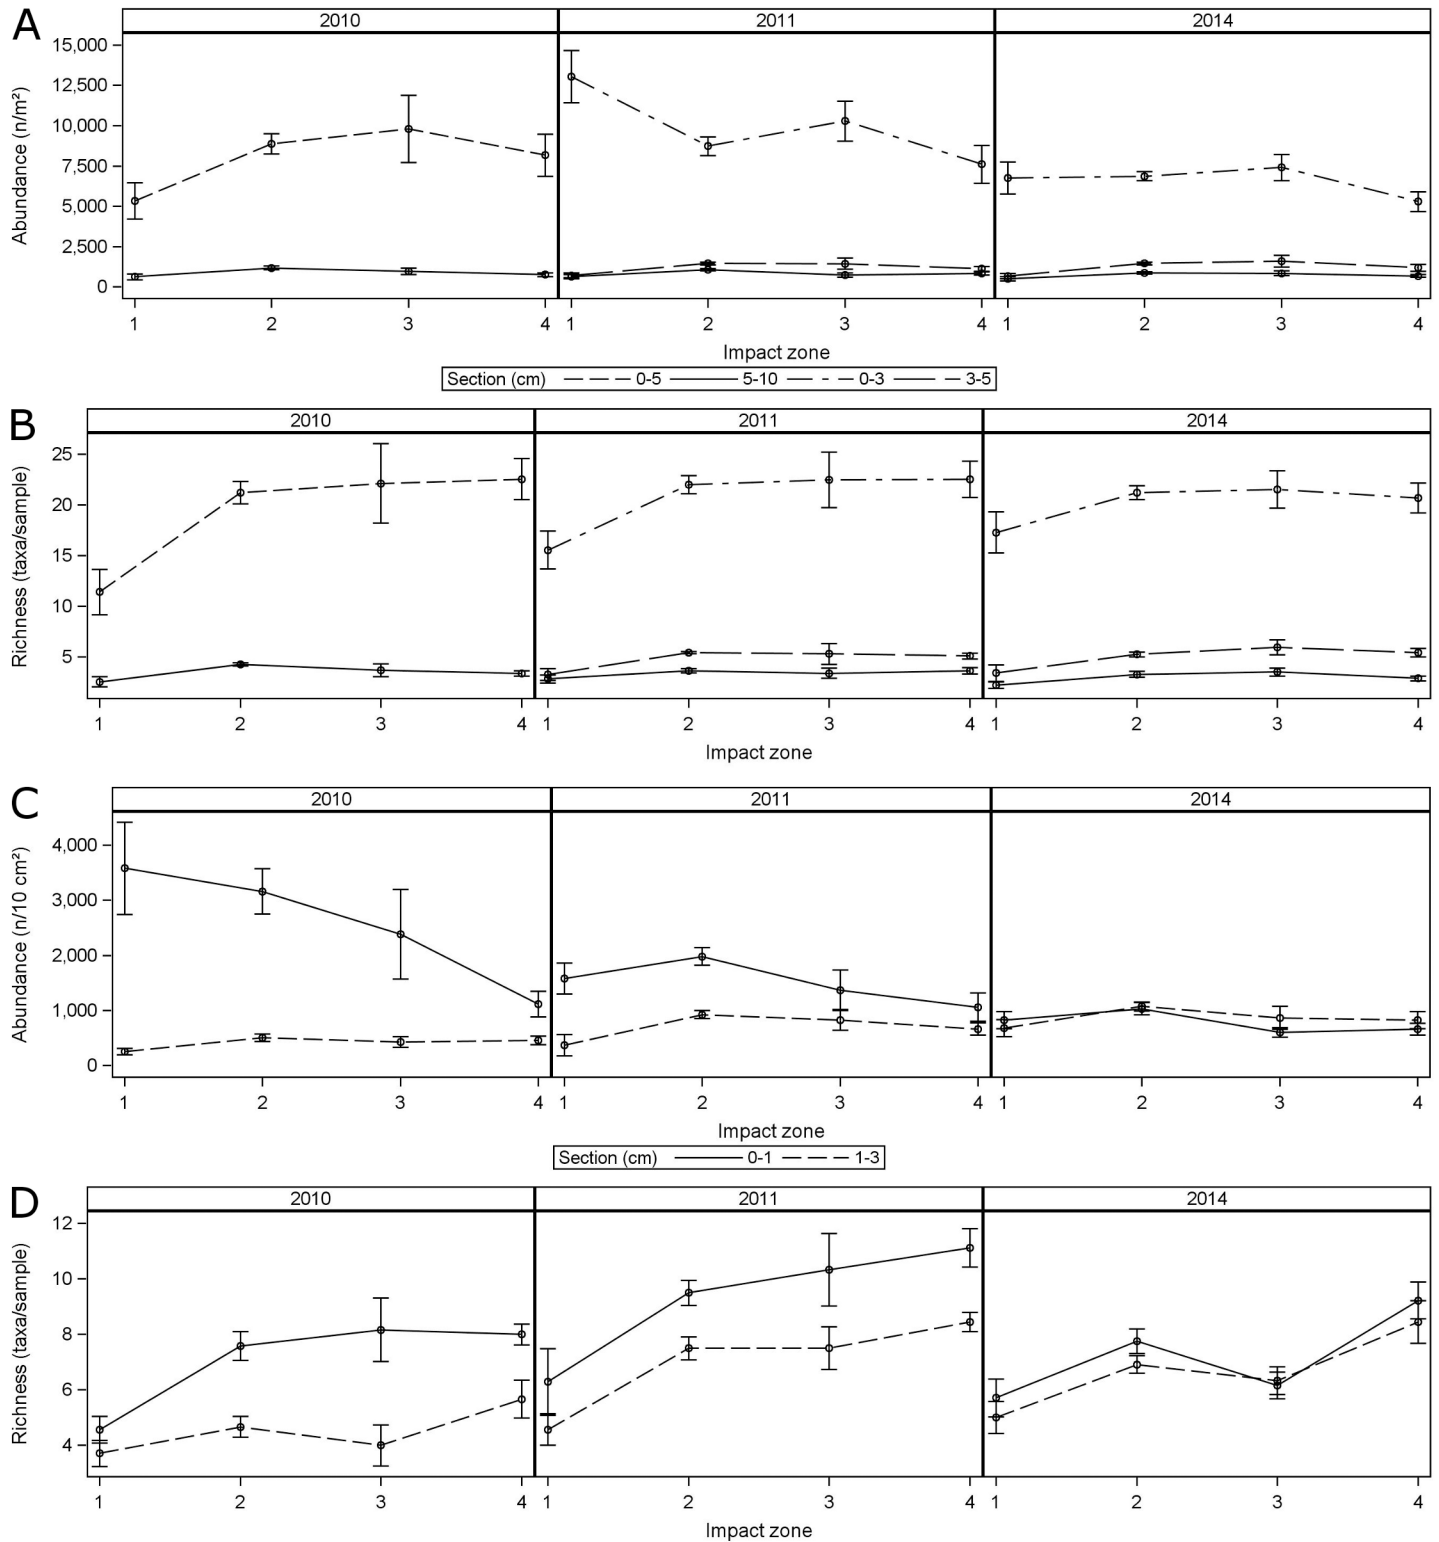 A
2010 2011 2014
Abundance (n/m²)
15,000
12,500
10,000
7,500
5,000
2,500
0
1 2 3 4 1 2 3 4 1 2 3 4
Impact zone
Section (cm) 0-5 5-10 0-3 3-5
B
2010 2011 2014
Richness (taxa/sample)
25
20
15
10
5
1 2 3 4 1 2 3 4 1 2 3 4
Impact zone
C
2010 2011 2014
Abundance (n/10 cm²)
4,000
3,000
2,000
1,000
0
1 2 3 4 1 2 3 4 1 2 3 4
Impact zone
Section (cm) 0-1 1-3
D
2010 2011 2014
Richness (taxa/sample)
12
10
8
6
4
1 2 3 4 1 2 3 4 1 2 3 4
Impact zone